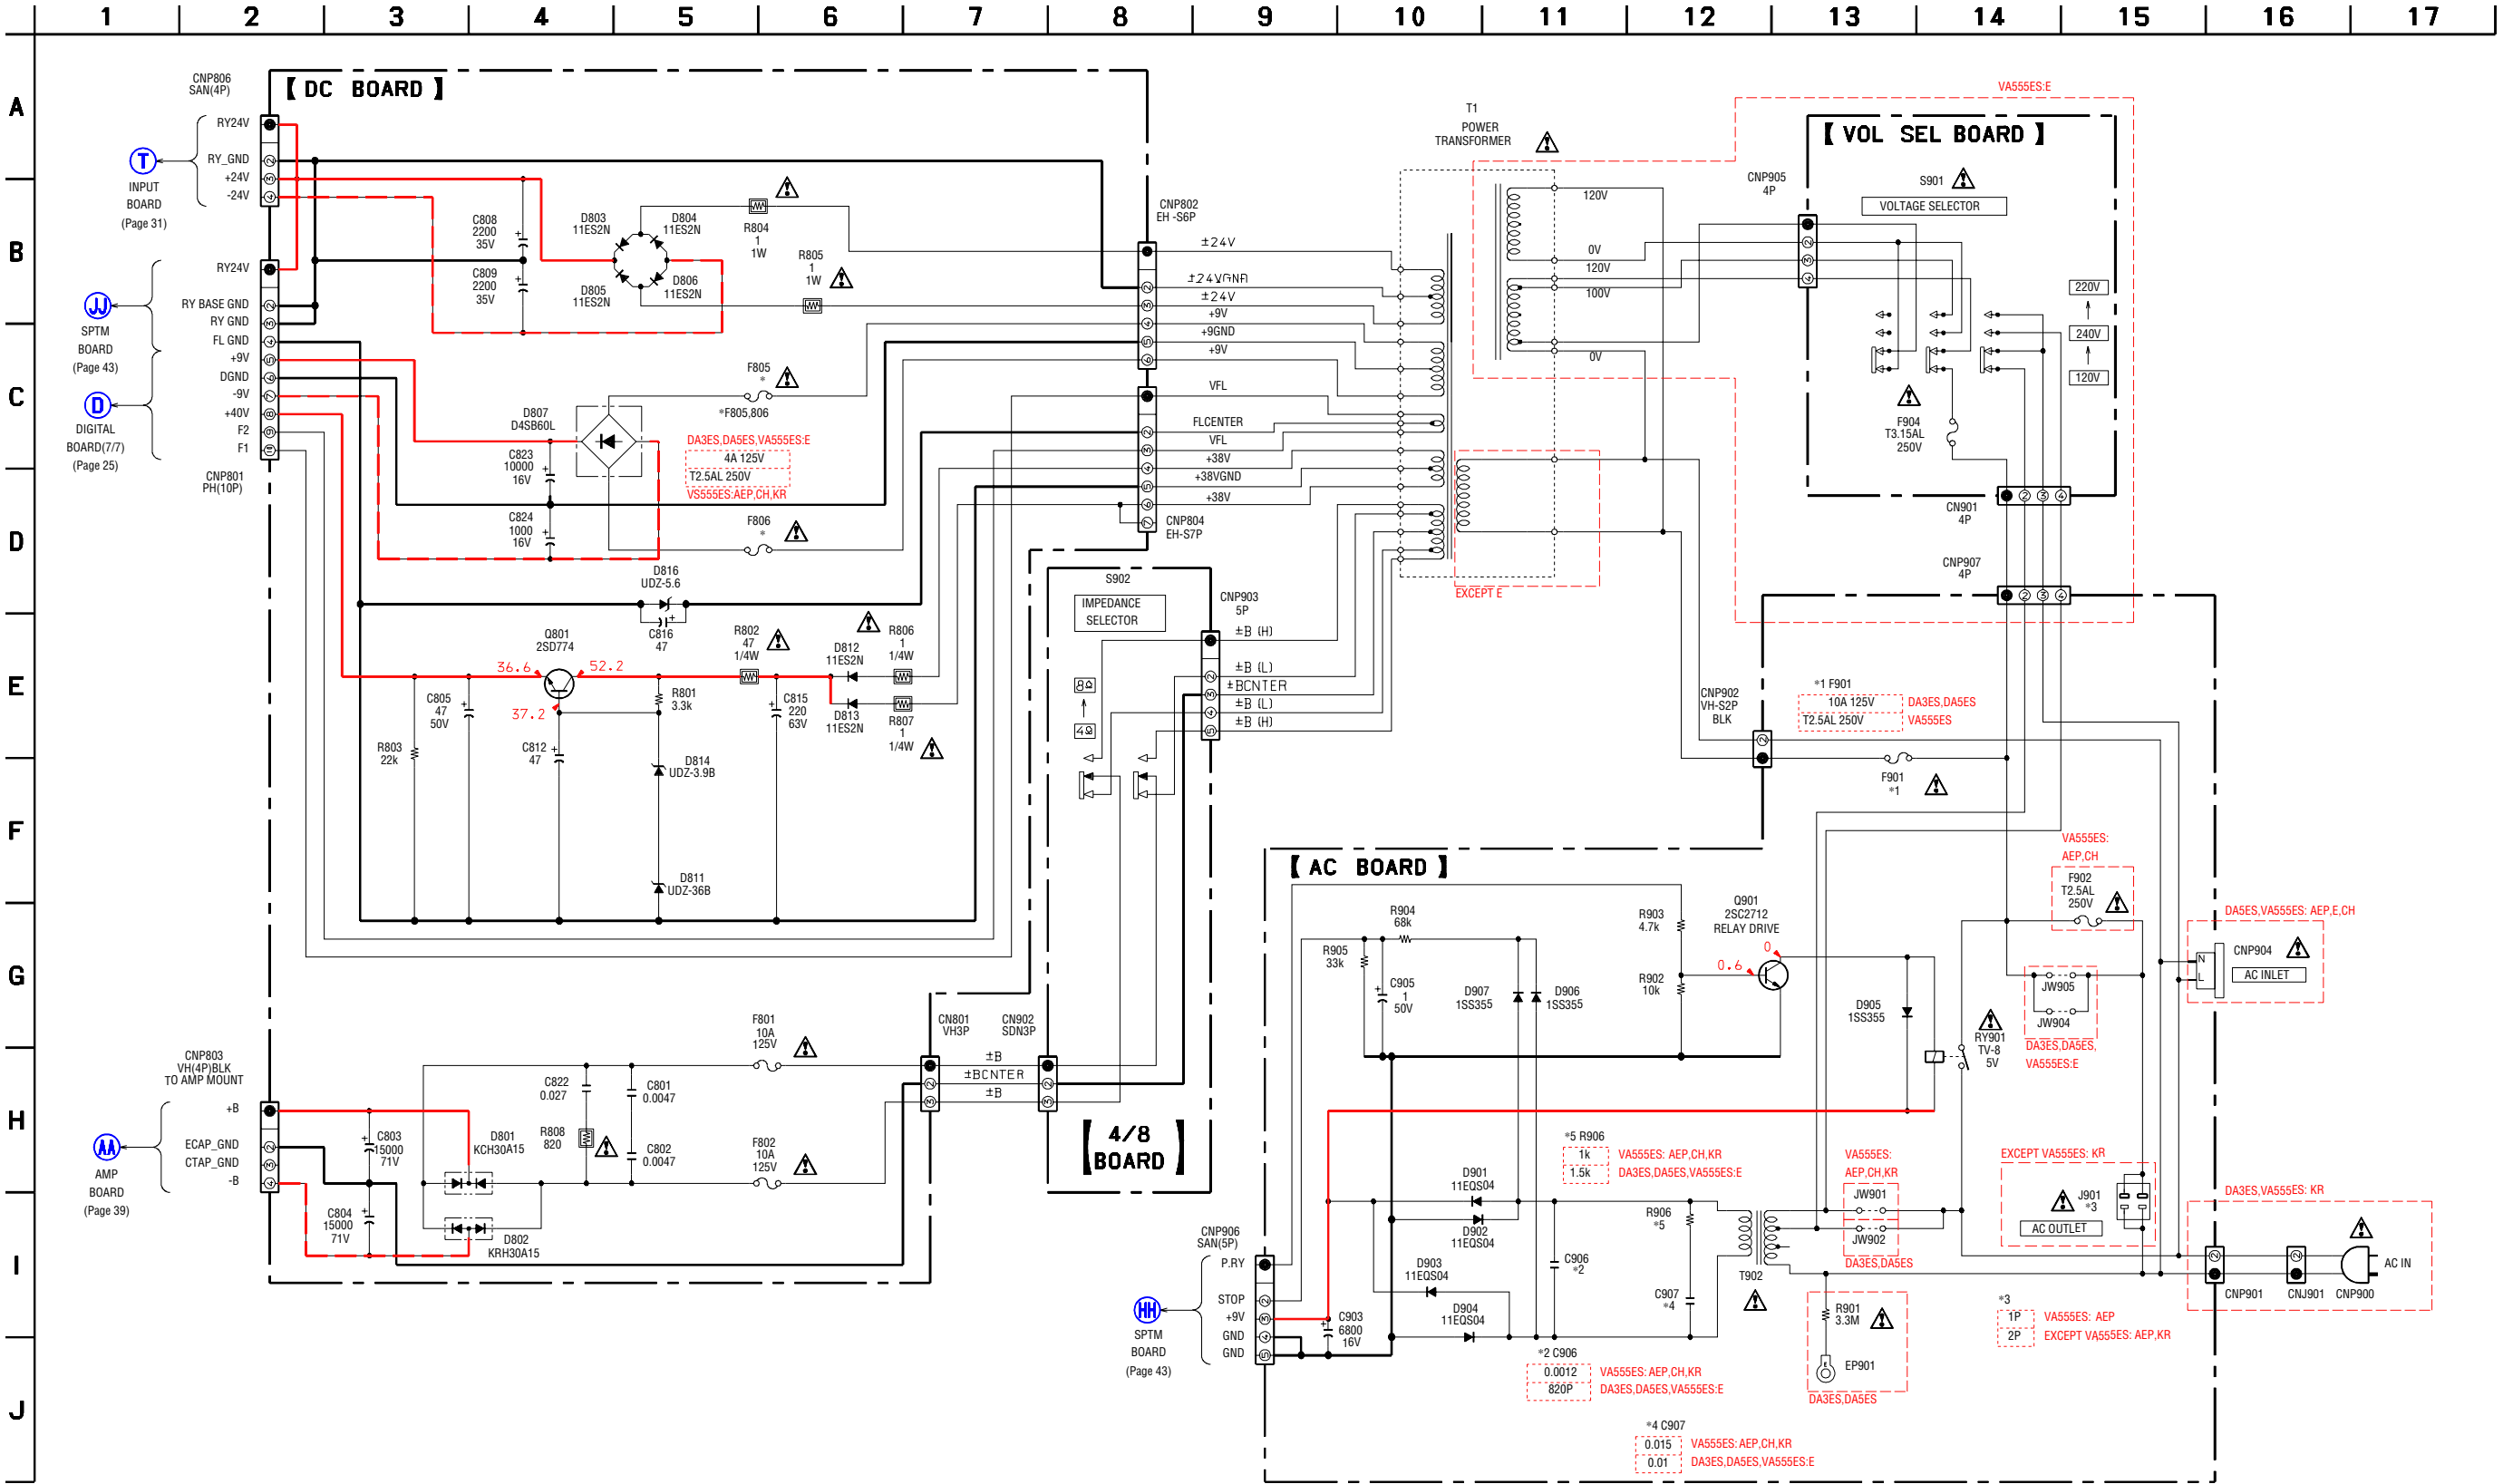 1 2 3 4 5 6 7 8 9 10 11 12 13 14 15 16 17
A
B
C
D
E
F
G
H
I
J
【 DC BOARD 】
CNP806
SAN(4P)
RY24V
RY_GND
+24V
-24V
T
INPUT
BOARD
(Page 31)
RY24V
RY BASE GND
RY GND
FL GND
+9V
DGND
-9V
+40V
F2
F1
JJ
SPTM
BOARD
(Page 43)
D
DIGITAL
BOARD(7/7)
(Page 25)
CNP801
PH(10P)
C808
2200
35V
C809
2200
35V
D803
11ES2N
D804
11ES2N
D805
11ES2N
D806
11ES2N
R804
1
1W
R805
1
1W
F805
*
*F805,806
DA3ES,DA5ES,VA555ES:E
4A 125V
T2.5AL 250V
VS555ES:AEP,CH,KR
D807
D4SB60L
C823
10000
16V
C824
1000
16V
F806
*
D816
UDZ-5.6
C816
47
Q801
2SD774
36.6
52.2
37.2
R802
47
1/4W
D812
11ES2N
R806
1
1/4W
D813
11ES2N
R807
1
1/4W
C805
47
50V
R803
22k
C812
47
R801
3.3k
C815
220
63V
D814
UDZ-3.9B
D811
UDZ-36B
CNP802
EH -S6P
±24V
±24VGND
±24V
+9V
+9GND
+9V
VFL
FLCENTER
VFL
+38V
+38VGND
+38V
CNP804
EH-S7P
T1
POWER
TRANSFORMER
120V
0V
120V
100V
0V
EXCEPT E
VA555ES:E
【 VOL SEL BOARD 】
CNP905
4P
S901
VOLTAGE SELECTOR
220V
240V
120V
F904
T3.15AL
250V
CN901
4P
CNP907
4P
S902
IMPEDANCE
SELECTOR
8Ω
4Ω
CNP903
5P
±B (H)
±B (L)
±BCNTER
±B (L)
±B (H)
CNP902
VH-S2P
BLK
*1 F901
10A 125V DA3ES,DA5ES
T2.5AL 250V VA555ES
F901
*1
【 AC BOARD 】
VA555ES:
AEP,CH
F902
T2.5AL
250V
R904
68k
R905
33k
C905
1
50V
D907
1SS355
D906
1SS355
R903
4.7k
R902
10k
Q901
2SC2712
RELAY DRIVE
0
0.6
D905
1SS355
RY901
TV-8
5V
JW905
JW904
DA3ES,DA5ES,
VA555ES:E
DA5ES,VA555ES: AEP,E,CH
N
L
CNP904
AC INLET
CNP803
VH(4P)BLK
TO AMP MOUNT
+B
ECAP_GND
CTAP_GND
-B
AA
AMP
BOARD
(Page 39)
C803
15000
71V
C804
15000
71V
D801
KCH30A15
D802
KRH30A15
C822
0.027
R808
820
C801
0.0047
C802
0.0047
F801
10A
125V
F802
10A
125V
CN801
VH3P
CN902
SDN3P
±B
±BCNTER
±B
【 4/8 BOARD 】
CNP906
SAN(5P)
P.RY
STOP
+9V
GND
GND
HH
SPTM
BOARD
(Page 43)
C903
6800
16V
D901
11EQS04
D902
11EQS04
D903
11EQS04
D904
11EQS04
*5 R906
1k VA555ES: AEP,CH,KR
1.5k DA3ES,DA5ES,VA555ES:E
C906
*2
R906
*5
C907
*4
T902
*2 C906
0.0012 VA555ES: AEP,CH,KR
820P DA3ES,DA5ES,VA555ES:E
*4 C907
0.015 VA555ES: AEP,CH,KR
0.01 DA3ES,DA5ES,VA555ES:E
VA555ES:
AEP,CH,KR
JW901
JW902
DA3ES,DA5ES
R901
3.3M
EP901
DA3ES,DA5ES
EXCEPT VA555ES: KR
J901
*3
AC OUTLET
*3
1P VA555ES: AEP
2P EXCEPT VA555ES: AEP,KR
DA3ES,VA555ES: KR
CNP901
CNJ901
CNP900
AC IN